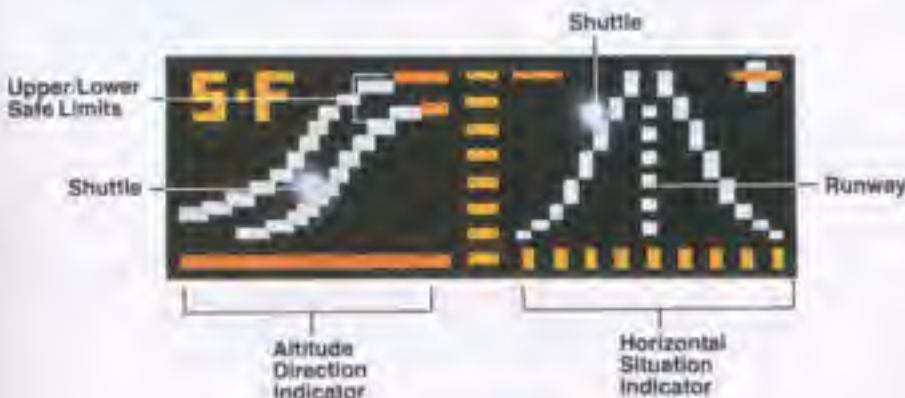 Shuttle
Upper/Lower
Safe Limits
S·F
Shuttle
Runway
Altitude
Direction
Indicator
Horizontal
Situation
Indicator